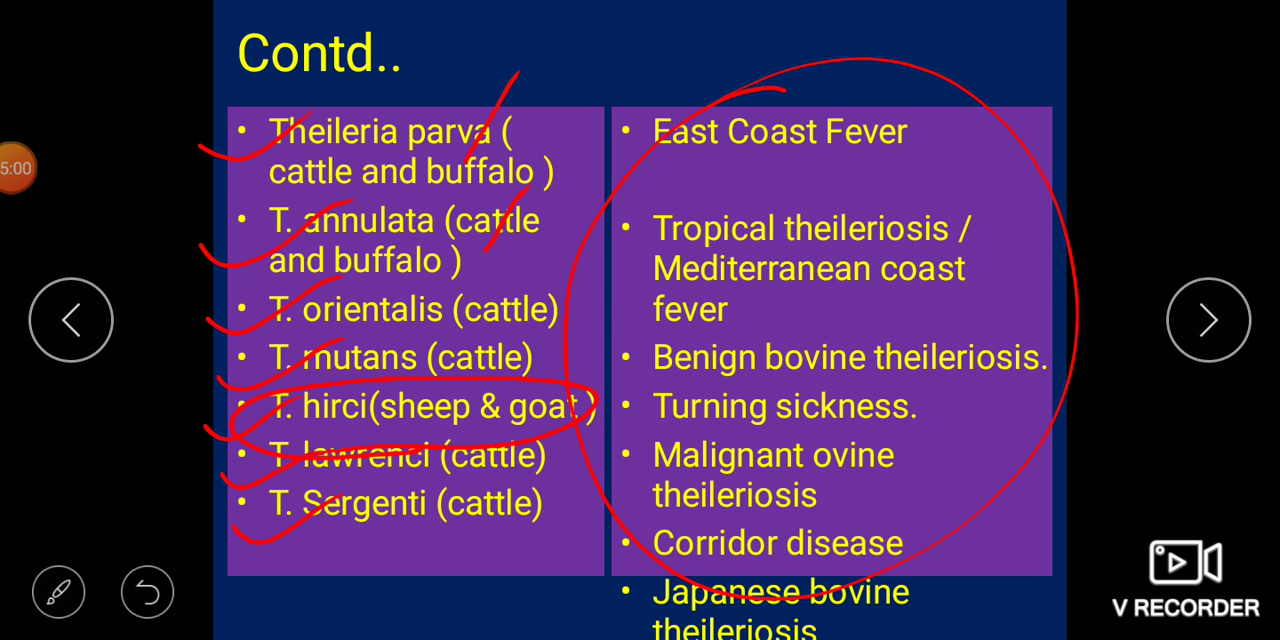 Contd..
• Theileria parva (
cattle and buffalo )
• T. annulata (cattle
and buffalo )
• T. orientalis (cattle)
• T. mutans (cattle)
• T. hirci(sheep & goat )
• T. lawrenci (cattle)
• T. Sergenti (cattle)
• East Coast Fever
• Tropical theileriosis /
Mediterranean coast
fever
• Benign bovine theileriosis.
• Turning sickness.
• Malignant ovine
theileriosis
• Corridor disease
• Japanese bovine
theileriosis
5:00
V RECORDER